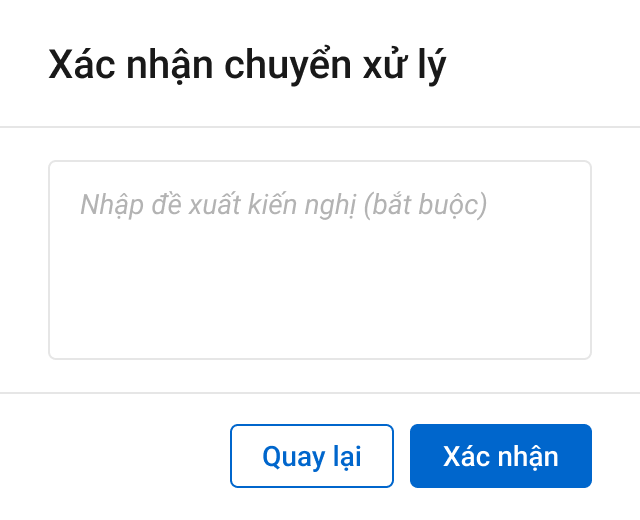 Xác nhận chuyển xử lý
Nhập đề xuất kiến nghị (bắt buộc)
Quay lại
Xác nhận